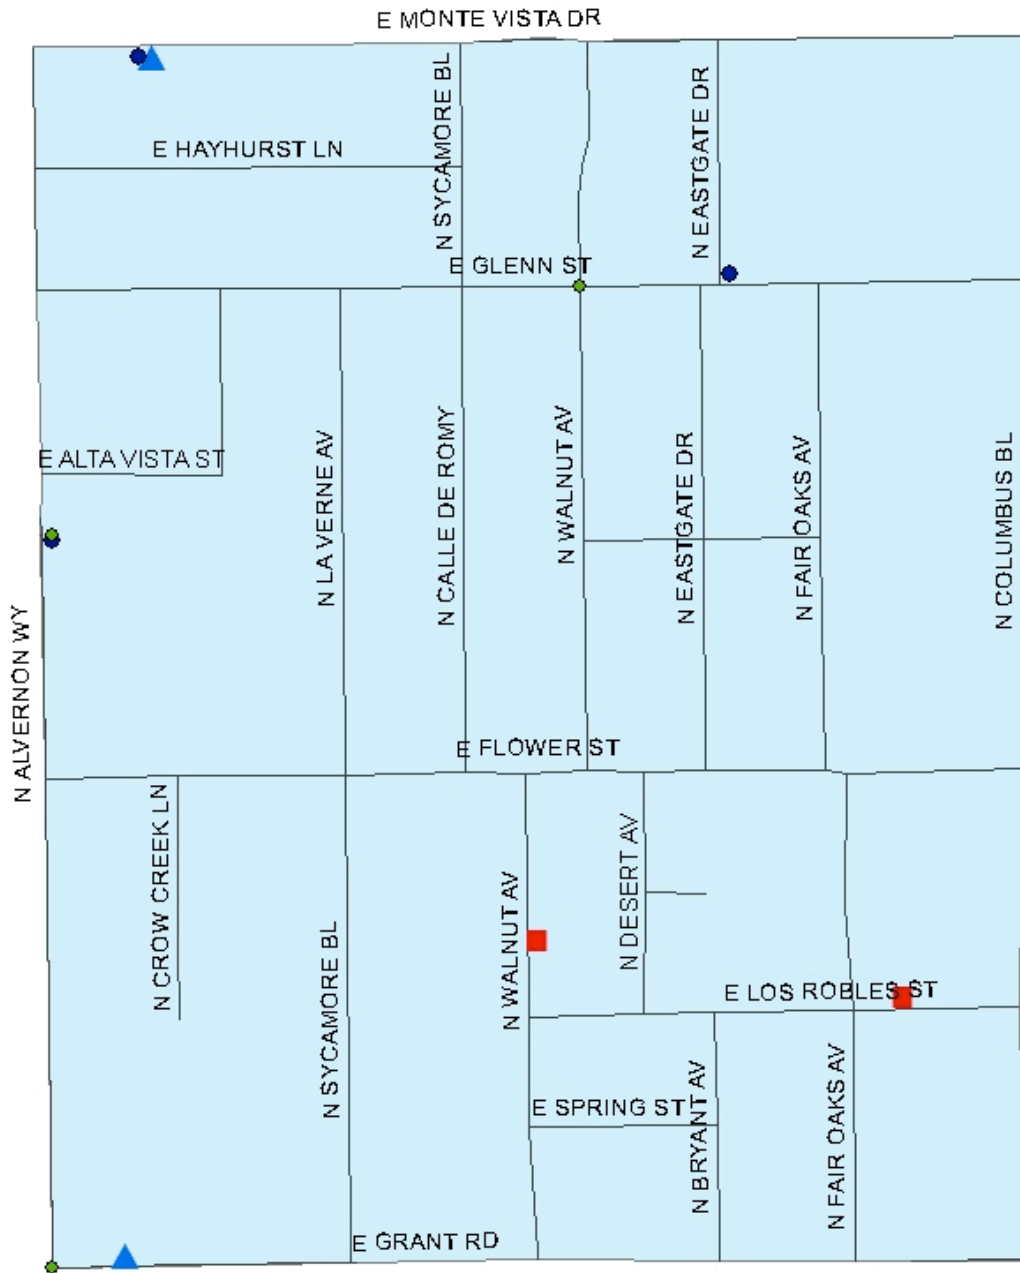 E MONTE VISTA DR
N SYCAMORE BL
N EASTGATE DR
E HAYHURST LN
E GLENN ST
E ALTA VISTA ST
N LA VERNE AV
N CALLE DE ROMY
N WALNUT AV
N EASTGATE DR
N FAIR OAKS AV
N COLUMBUS BL
N ALVERNON WY
E FLOWER ST
N CROW CREEK LN
N SYCAMORE BL
N WALNUT AV
N DESERT AV
E LOS ROBLES ST
E SPRING ST
N BRYANT AV
N FAIR OAKS AV
E GRANT RD